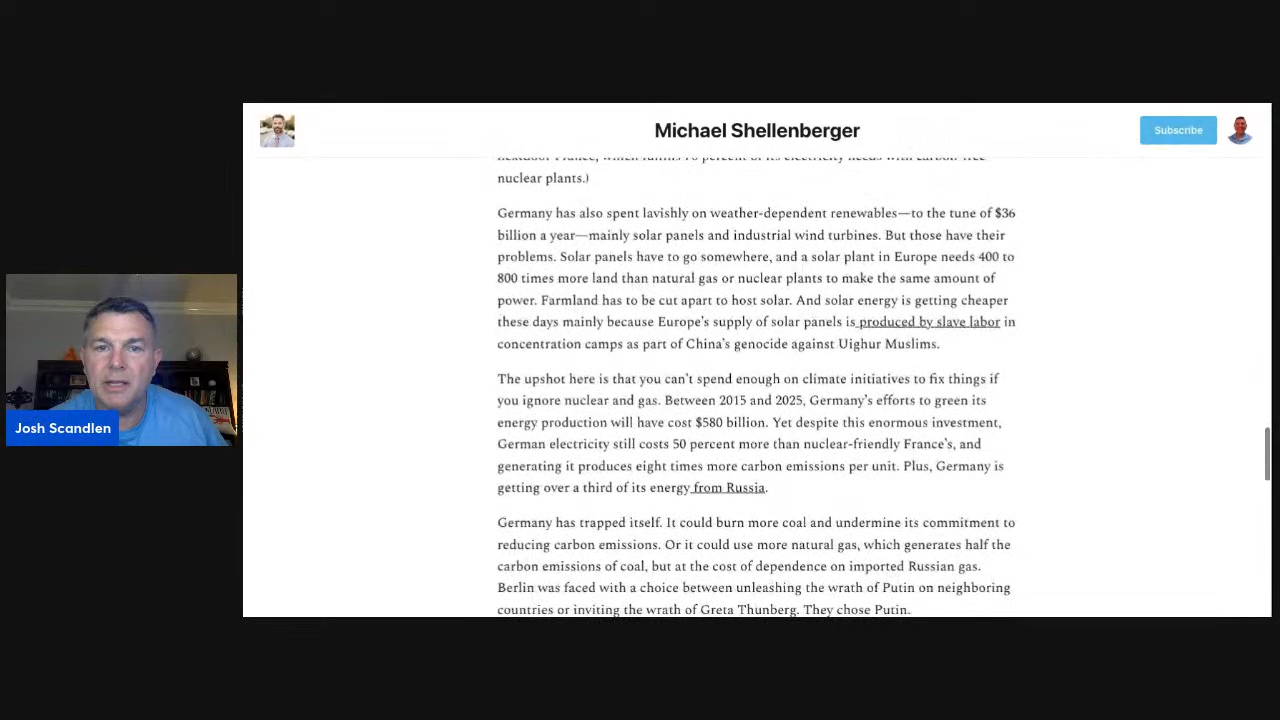 Michael Shellenberger
Subscribe
nextdoor France, which fulfills 70 percent of its electricity needs with carbon-free
nuclear plants.)
Germany has also spent lavishly on weather-dependent renewables—to the tune of $36
billion a year—mainly solar panels and industrial wind turbines. But those have their
problems. Solar panels have to go somewhere, and a solar plant in Europe needs 400 to
800 times more land than natural gas or nuclear plants to make the same amount of
power. Farmland has to be cut apart to host solar. And solar energy is getting cheaper
these days mainly because Europe's supply of solar panels is produced by slave labor in
concentration camps as part of China's genocide against Uighur Muslims.
The upshot here is that you can't spend enough on climate initiatives to fix things if
you ignore nuclear and gas. Between 2015 and 2025, Germany's efforts to green its
energy production will have cost $580 billion. Yet despite this enormous investment,
German electricity still costs 50 percent more than nuclear-friendly France's, and
generating it produces eight times more carbon emissions per unit. Plus, Germany is
getting over a third of its energy from Russia.
Germany has trapped itself. It could burn more coal and undermine its commitment to
reducing carbon emissions. Or it could use more natural gas, which generates half the
carbon emissions of coal, but at the cost of dependence on imported Russian gas.
Berlin was faced with a choice between unleashing the wrath of Putin on neighboring
countries or inviting the wrath of Greta Thunberg. They chose Putin.
Josh Scandlen